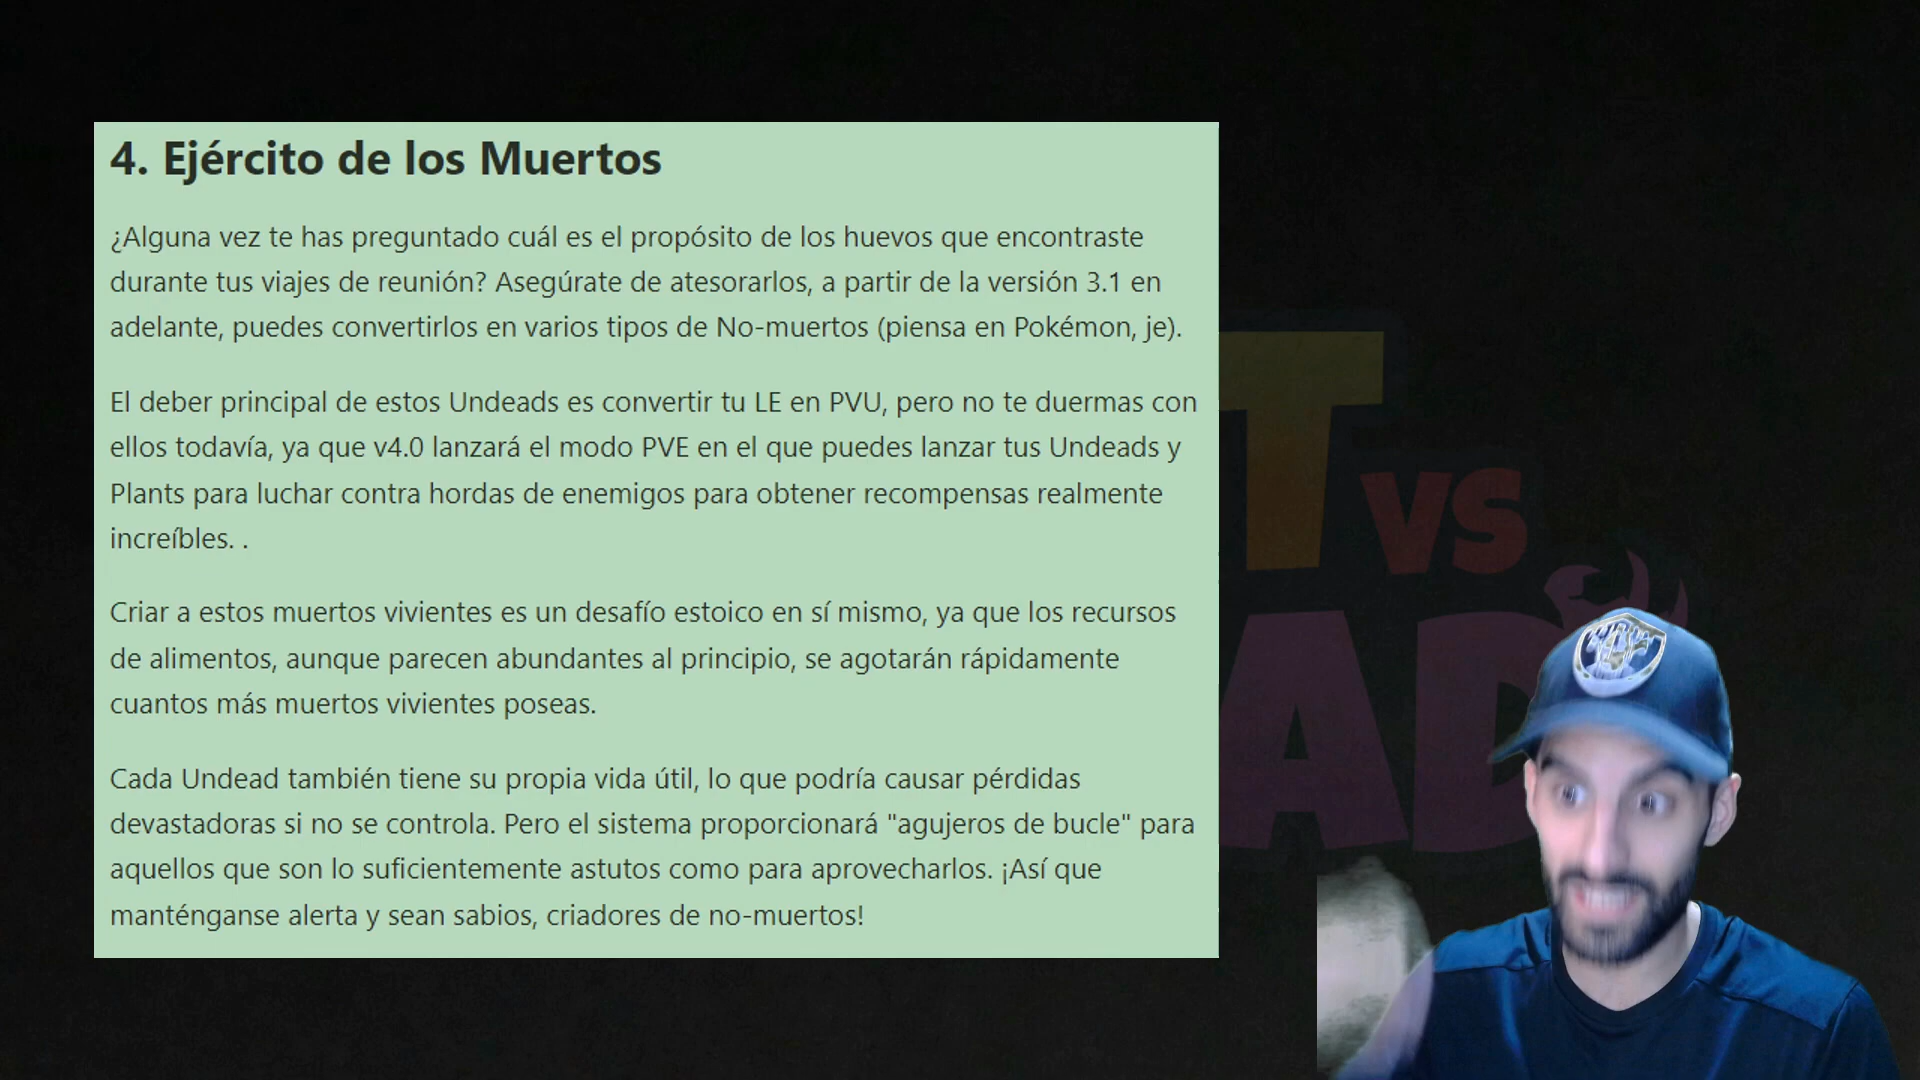 4. Ejército de los Muertos
¿Alguna vez te has preguntado cuál es el propósito de los huevos que encontraste
durante tus viajes de reunión? Asegúrate de atesorarlos, a partir de la versión 3.1 en
adelante, puedes convertirlos en varios tipos de No-muertos (piensa en Pokémon, je).
El deber principal de estos Undeads es convertir tu LE en PVU, pero no te duermas con
ellos todavía, ya que v4.0 lanzará el modo PVE en el que puedes lanzar tus Undeads y
Plants para luchar contra hordas de enemigos para obtener recompensas realmente
increíbles. .
Criar a estos muertos vivientes es un desafío estoico en sí mismo, ya que los recursos
de alimentos, aunque parecen abundantes al principio, se agotarán rápidamente
cuantos más muertos vivientes poseas.
Cada Undead también tiene su propia vida útil, lo que podría causar pérdidas
devastadoras si no se controla. Pero el sistema proporcionará "agujeros de bucle" para
aquellos que son lo suficientemente astutos como para aprovecharlos. ¡Así que
manténganse alerta y sean sabios, criadores de no-muertos!
T VS
AD